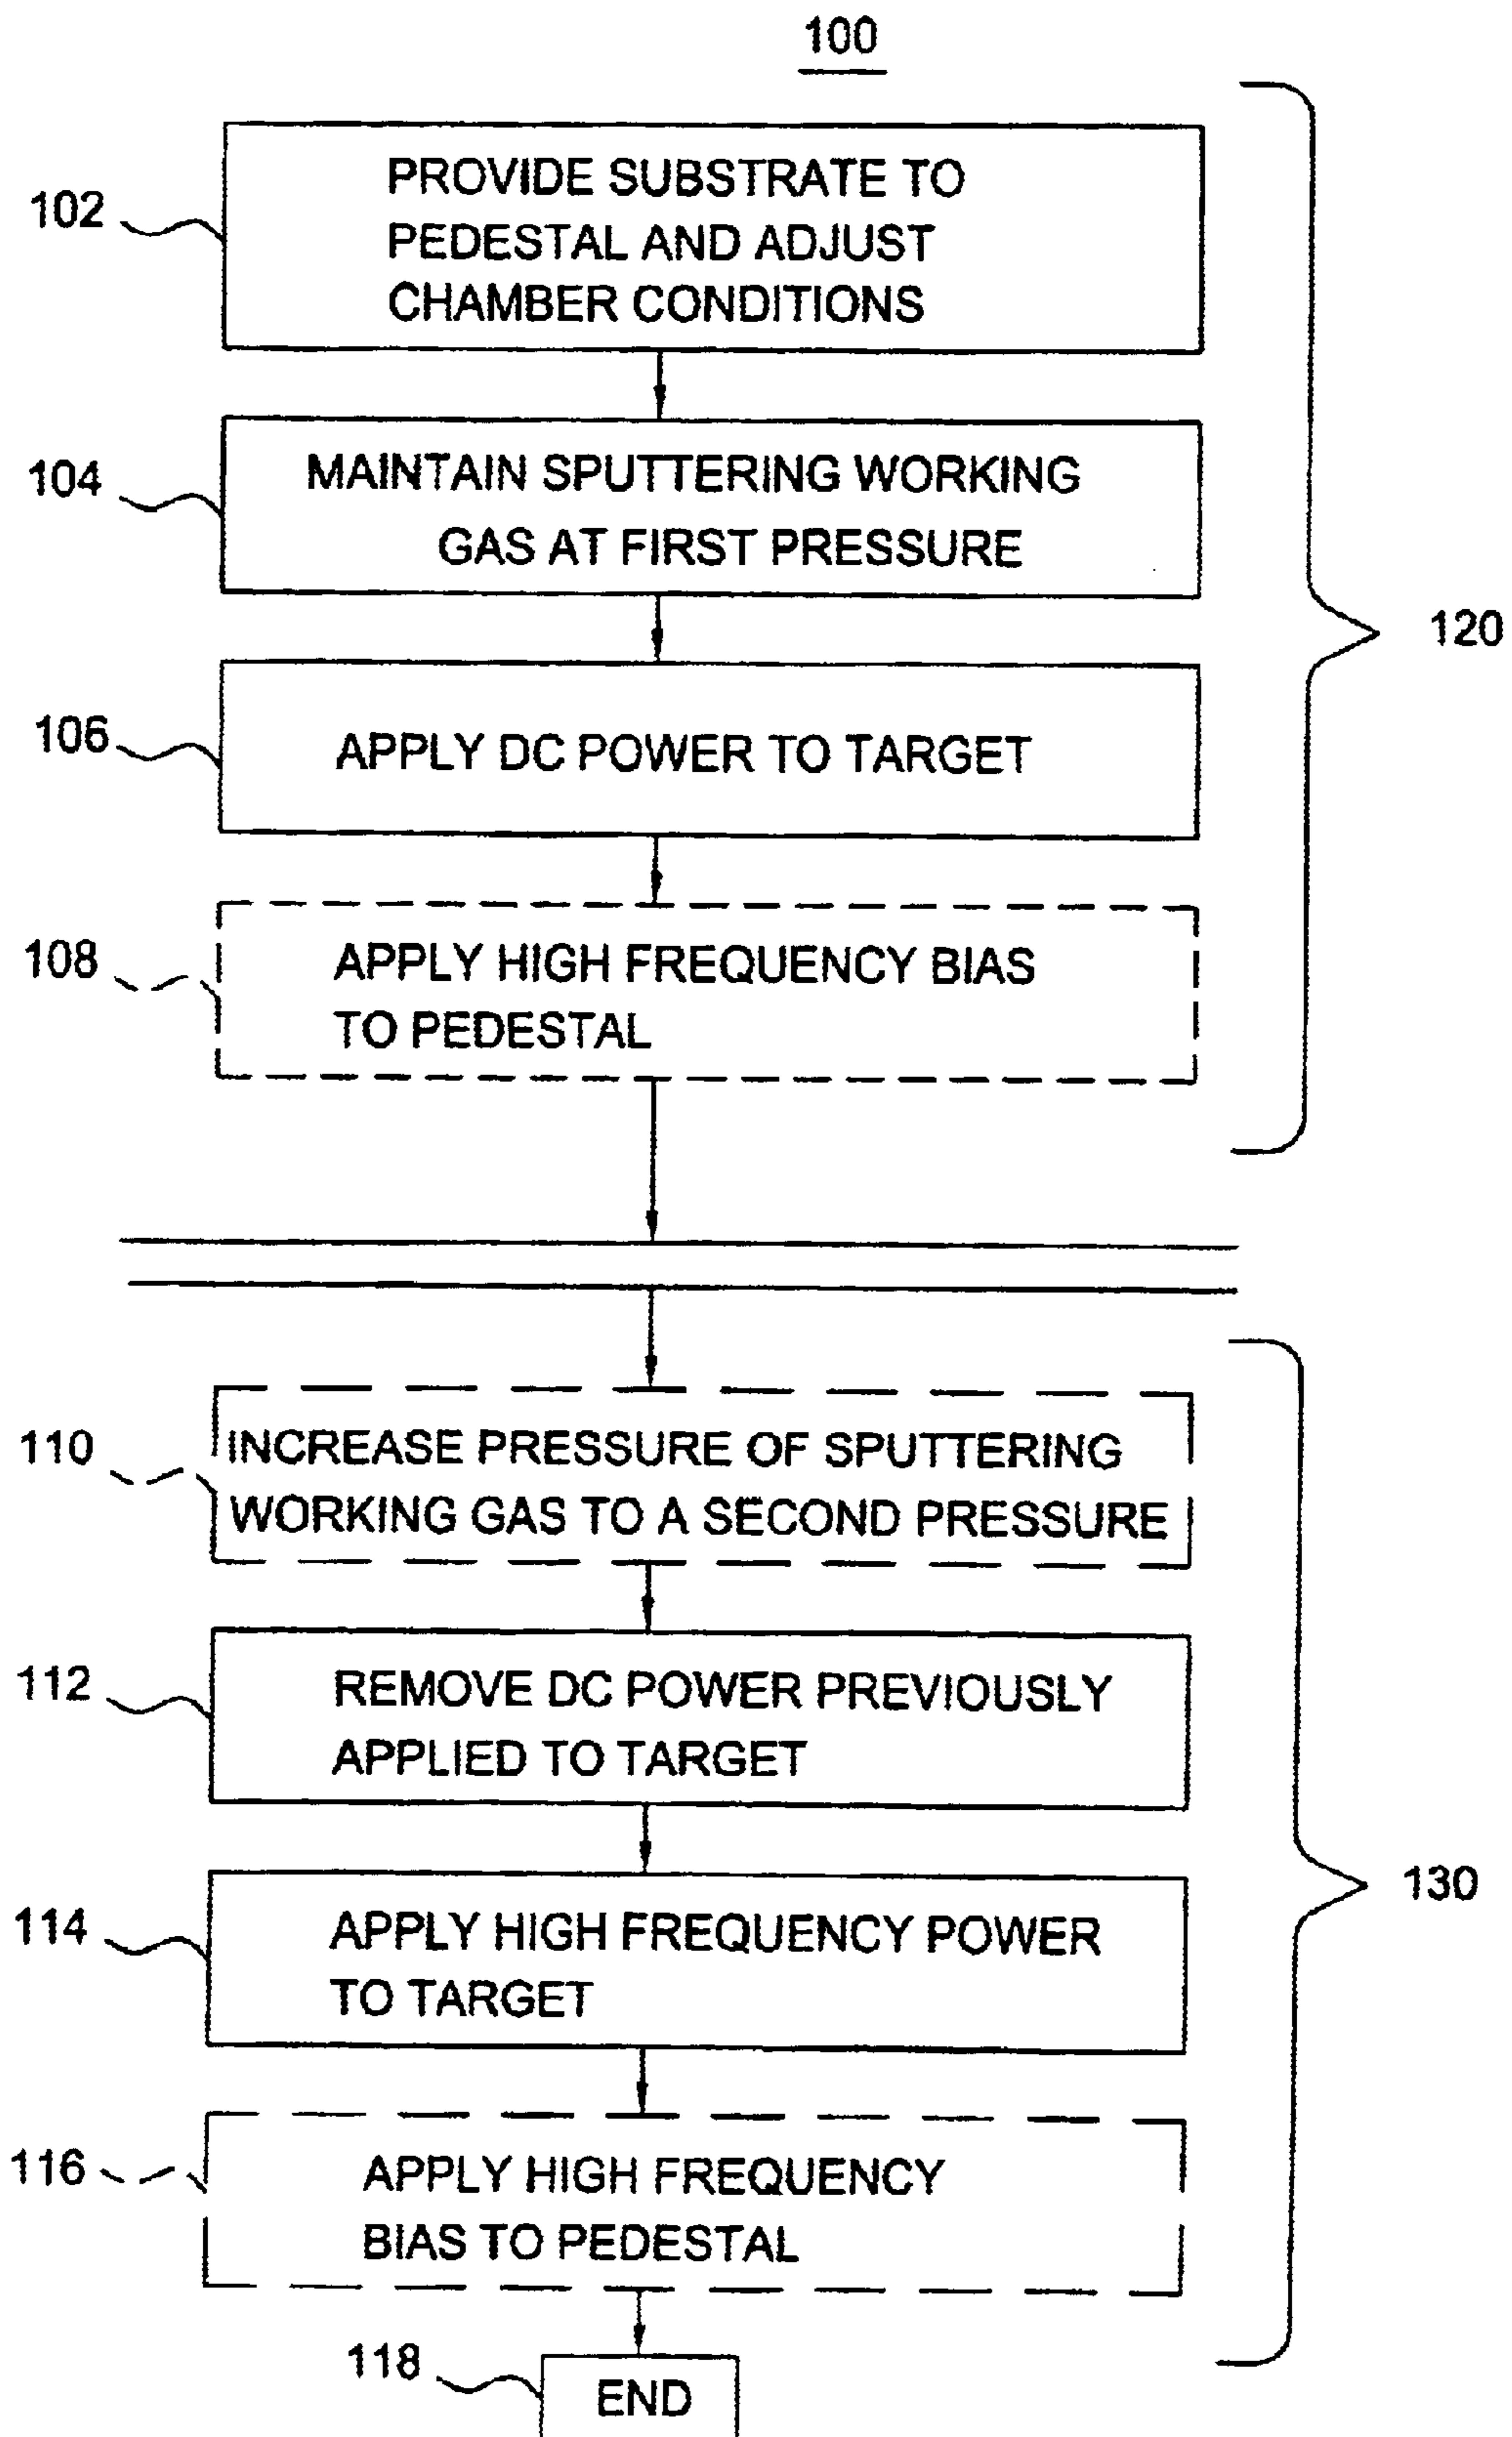 100
102
PROVIDE SUBSTRATE TO
PEDESTAL AND ADJUST
CHAMBER CONDITIONS
104
MAINTAIN SPUTTERING WORKING
GAS AT FIRST PRESSURE
120
106
APPLY DC POWER TO TARGET
108
APPLY HIGH FREQUENCY BIAS
TO PEDESTAL
110
INCREASE PRESSURE OF SPUTTERING
WORKING GAS TO A SECOND PRESSURE
112
REMOVE DC POWER PREVIOUSLY
APPLIED TO TARGET
130
114
APPLY HIGH FREQUENCY POWER
TO TARGET
116
APPLY HIGH FREQUENCY
BIAS TO PEDESTAL
118
END